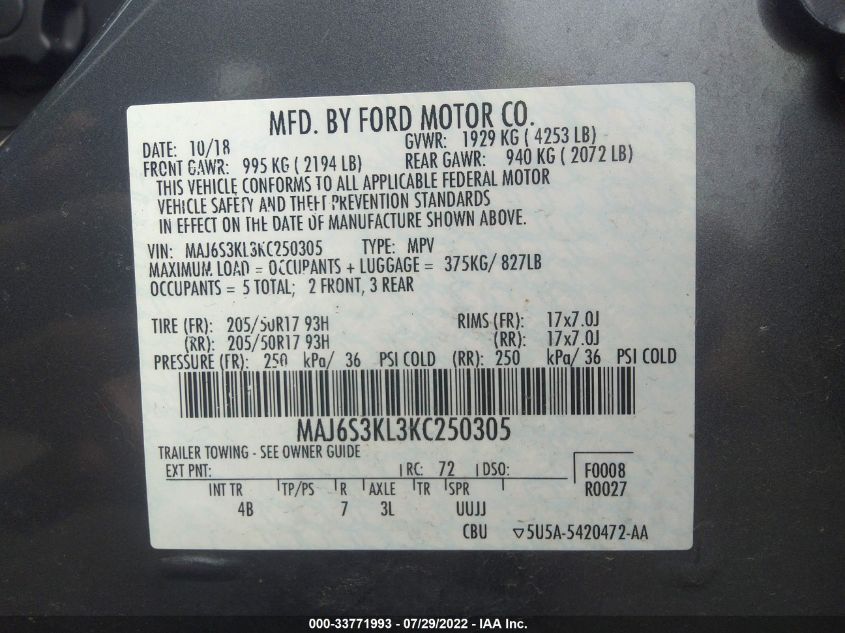 MFD. BY FORD MOTOR CO.
DATE: 10/18 GVWR: 1929 KG ( 4253 LB)
FRONT GAWR: 995 KG ( 2194 LB) REAR GAWR: 940 KG ( 2072 LB)
THIS VEHICLE CONFORMS TO ALL APPLICABLE FEDERAL MOTOR
VEHICLE SAFETY AND THEFT PREVENTION STANDARDS
IN EFFECT ON THE DATE OF MANUFACTURE SHOWN ABOVE.
VIN: MAJ6S3KL3KC250305 TYPE: MPV
MAXIMUM LOAD = OCCUPANTS + LUGGAGE = 375KG/ 827LB
OCCUPANTS = 5 TOTAL; 2 FRONT, 3 REAR
TIRE (FR): 205/50R17 93H RIMS (FR): 17x7.0J
(RR): 205/50R17 93H (RR): 17x7.0J
PRESSURE (FR): 250 kPa/ 36 PSI COLD (RR): 250 kPa/ 36 PSI COLD
MAJ6S3KL3KC250305
TRAILER TOWING - SEE OWNER GUIDE
EXT PNT: RC: 72 DSO: F0008
R0027
INT TR TP/PS R AXLE TR SPR
4B 7 3L UUJJ
CBU ▽5U5A-5420472-AA
000-33771993 | 07/29/2022 - IAA Inc.